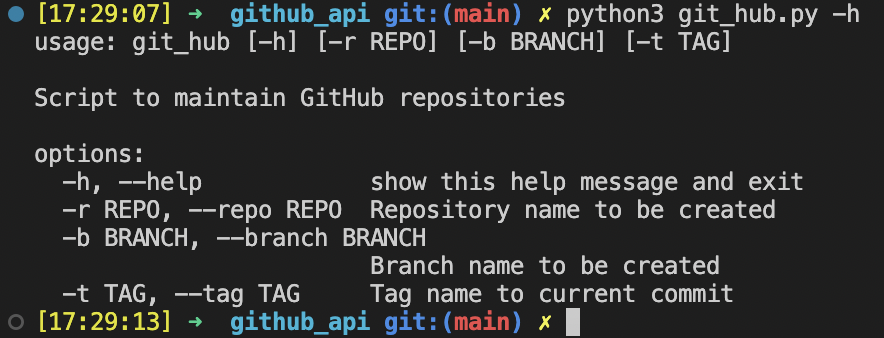 [17:29:07] ➜  github_api git:(main) ✗ python3 git_hub.py -h
usage: git_hub [-h] [-r REPO] [-b BRANCH] [-t TAG]

Script to maintain GitHub repositories

options:
  -h, --help            show this help message and exit
  -r REPO, --repo REPO  Repository name to be created
  -b BRANCH, --branch BRANCH
                        Branch name to be created
  -t TAG, --tag TAG     Tag name to current commit
[17:29:13] ➜  github_api git:(main) ✗